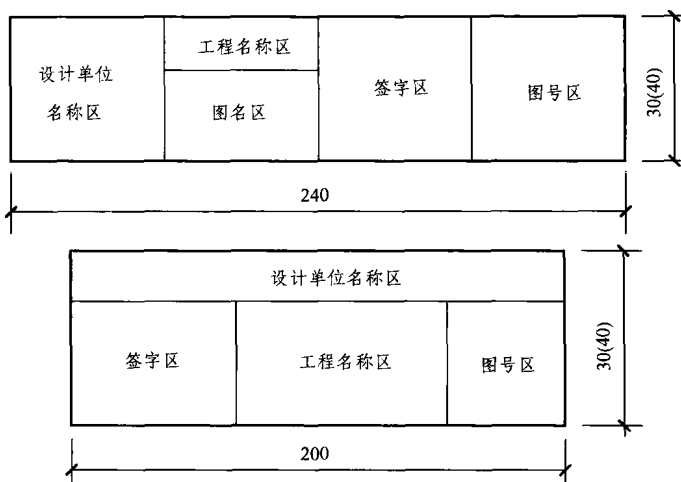 设计单位
名称区
工程名称区
图名区
签字区
图号区
30(40)
240
设计单位名称区
签字区
工程名称区
图号区
30(40)
200